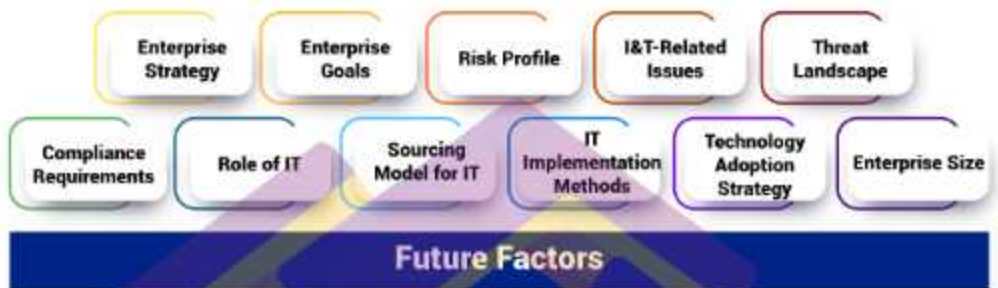 Enterprise
Strategy
Enterprise
Goals
Risk Profile
I&T-Related
Issues
Threat
Landscape
Compliance
Requirements
Role of IT
Sourcing
Model for IT
IT
Implementation
Methods
Technology
Adoption
Strategy
Enterprise Size
Future Factors